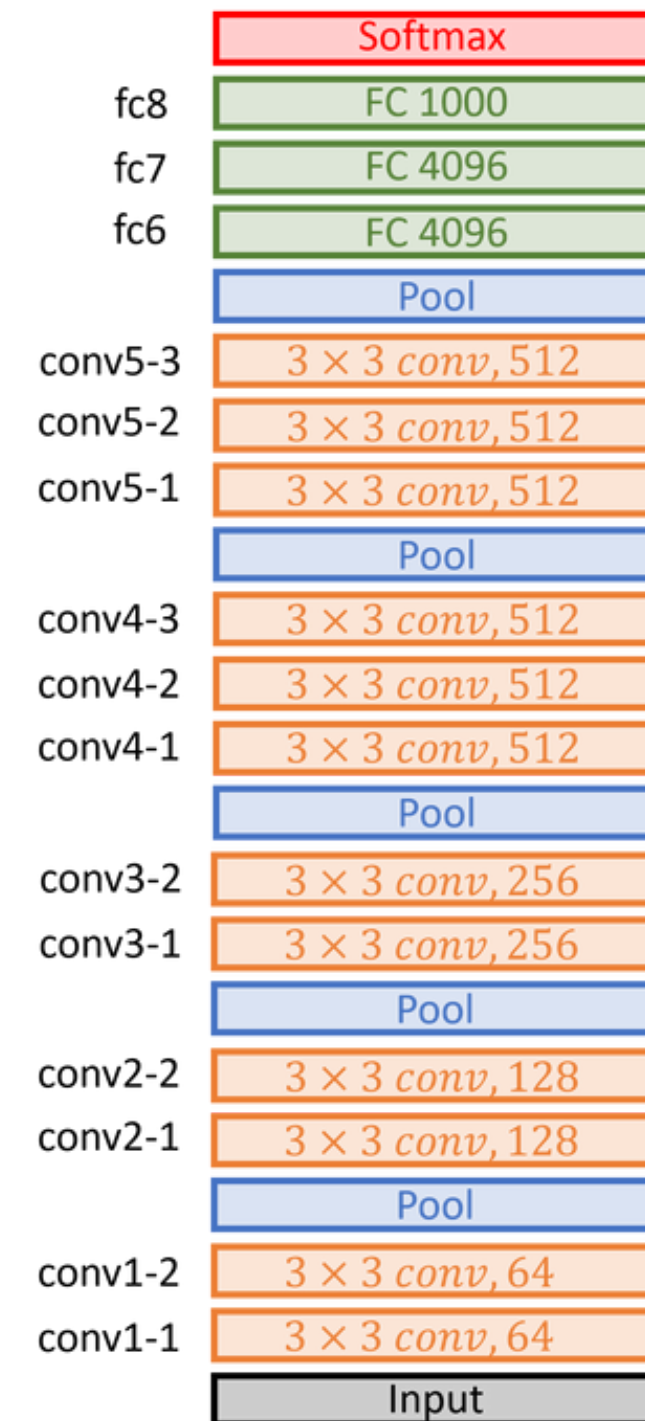 Softmax
fc8 FC 1000
fc7 FC 4096
fc6 FC 4096
Pool
conv5-3 3 × 3 conv, 512
conv5-2 3 × 3 conv, 512
conv5-1 3 × 3 conv, 512
Pool
conv4-3 3 × 3 conv, 512
conv4-2 3 × 3 conv, 512
conv4-1 3 × 3 conv, 512
Pool
conv3-2 3 × 3 conv, 256
conv3-1 3 × 3 conv, 256
Pool
conv2-2 3 × 3 conv, 128
conv2-1 3 × 3 conv, 128
Pool
conv1-2 3 × 3 conv, 64
conv1-1 3 × 3 conv, 64
Input